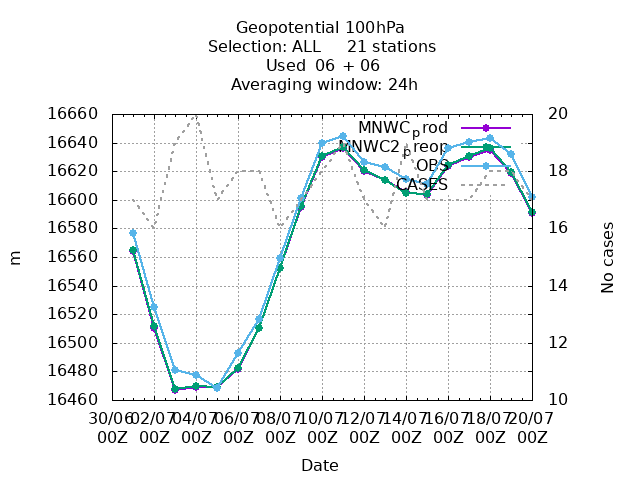 Geopotential 100hPa
Selection: ALL 21 stations
Used 06 + 06
Averaging window: 24h
16660
16640
16620
16600
16580
16560
16540
16520
16500
16480
16460
m
20
18
16
14
12
10
No cases
MNWC_prod
MNWC2_preop
OBS
CASES
30/06 02/07 04/07 06/07 08/07 10/07 12/07 14/07 16/07 18/07 20/07
00Z 00Z 00Z 00Z 00Z 00Z 00Z 00Z 00Z 00Z 00Z
Date